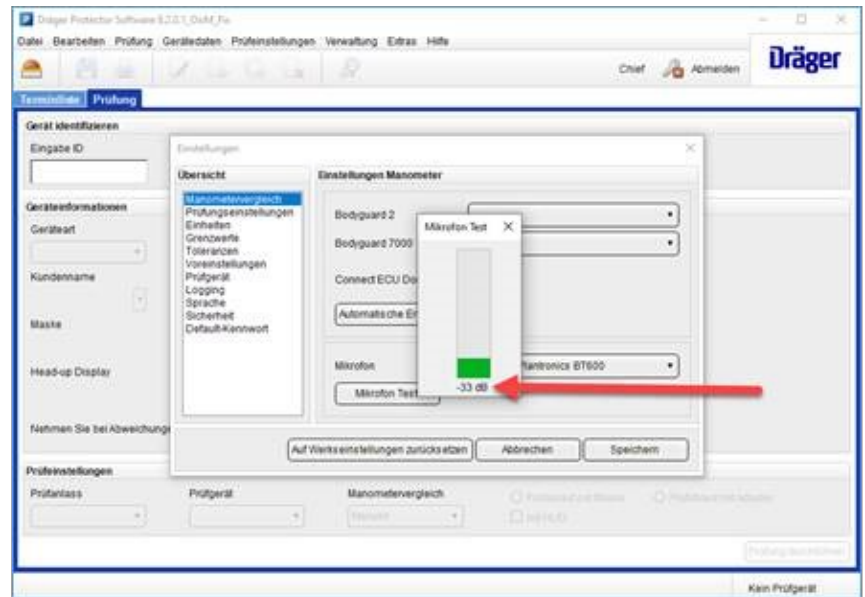 Dräger Protector Software
Datei Bearbeiten Prüfung Gerätedaten Prüfeinstellungen Verwaltung Extras Hilfe
Chief Abmelden
Dräger
Terminliste Prüfung
Gerät identifizieren
Eingabe ID
Einstellungen
Übersicht
Einstellungen Manometer
Manometervergleich
Prüfungseinstellungen
Einheiten
Grenzwerte
Toleranzen
Voreinstellungen
Prüfgerät
Logging
Sprache
Sicherheit
Default-Kennwort
Bodyguard 2
Bodyguard 7000
Connect ECU
Automatische
Mikrofon
Plantronics BT600
Mikrofon Test
Mikrofon Test
-33 dB
Auf Werkseinstellungen zurücksetzen Abbrechen Speichern
Geräteinformationen
Geräteart
Kundenname
Maske
Head-up Display
Nehmen Sie bei
Prüfeinstellungen
Prüfanlass Prüfgerät Manometervergleich
Kein Prüfgerät